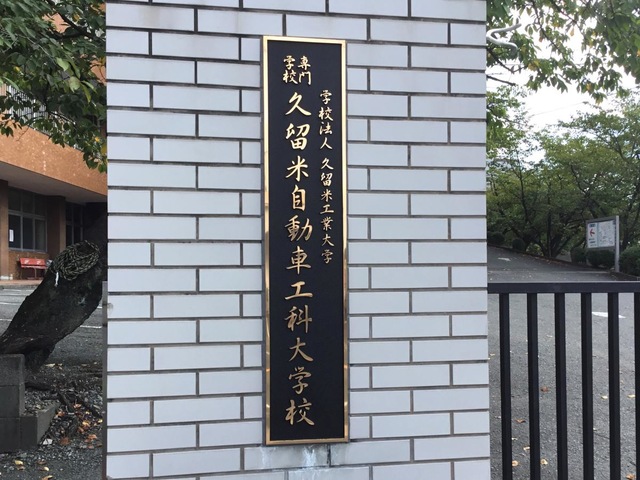 学校法人 久留米工業大学
専門
学校
久留米自動車工科大学校